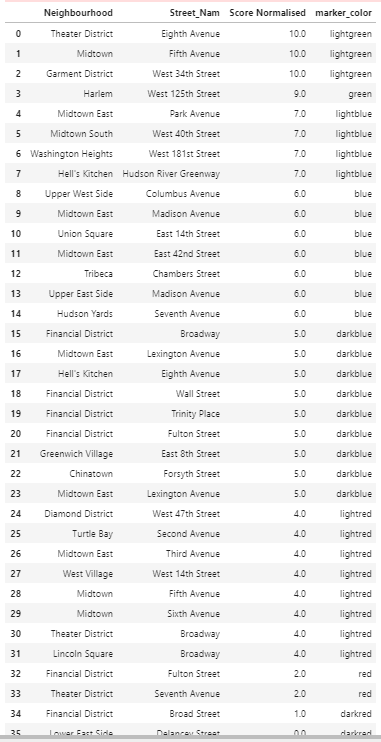 Neighbourhood Street_Nam Score Normalised marker_color
0 Theater District Eighth Avenue 10.0 lightgreen
1 Midtown Fifth Avenue 10.0 lightgreen
2 Garment District West 34th Street 10.0 lightgreen
3 Harlem West 125th Street 9.0 green
4 Midtown East Park Avenue 7.0 lightblue
5 Midtown South West 40th Street 7.0 lightblue
6 Washington Heights West 181st Street 7.0 lightblue
7 Hell's Kitchen Hudson River Greenway 7.0 lightblue
8 Upper West Side Columbus Avenue 6.0 blue
9 Midtown East Madison Avenue 6.0 blue
10 Union Square East 14th Street 6.0 blue
11 Midtown East East 42nd Street 6.0 blue
12 Tribeca Chambers Street 6.0 blue
13 Upper East Side Madison Avenue 6.0 blue
14 Hudson Yards Seventh Avenue 6.0 blue
15 Financial District Broadway 5.0 darkblue
16 Midtown East Lexington Avenue 5.0 darkblue
17 Hell's Kitchen Eighth Avenue 5.0 darkblue
18 Financial District Wall Street 5.0 darkblue
19 Financial District Trinity Place 5.0 darkblue
20 Financial District Fulton Street 5.0 darkblue
21 Greenwich Village East 8th Street 5.0 darkblue
22 Chinatown Forsyth Street 5.0 darkblue
23 Midtown East Lexington Avenue 5.0 darkblue
24 Diamond District West 47th Street 4.0 lightred
25 Turtle Bay Second Avenue 4.0 lightred
26 Midtown East Third Avenue 4.0 lightred
27 West Village West 14th Street 4.0 lightred
28 Midtown Fifth Avenue 4.0 lightred
29 Midtown Sixth Avenue 4.0 lightred
30 Theater District Broadway 4.0 lightred
31 Lincoln Square Broadway 4.0 lightred
32 Financial District Fulton Street 2.0 red
33 Theater District Seventh Avenue 2.0 red
34 Financial District Broad Street 1.0 darkred
35 Lower East Side Delancey Street 0.0 darkred